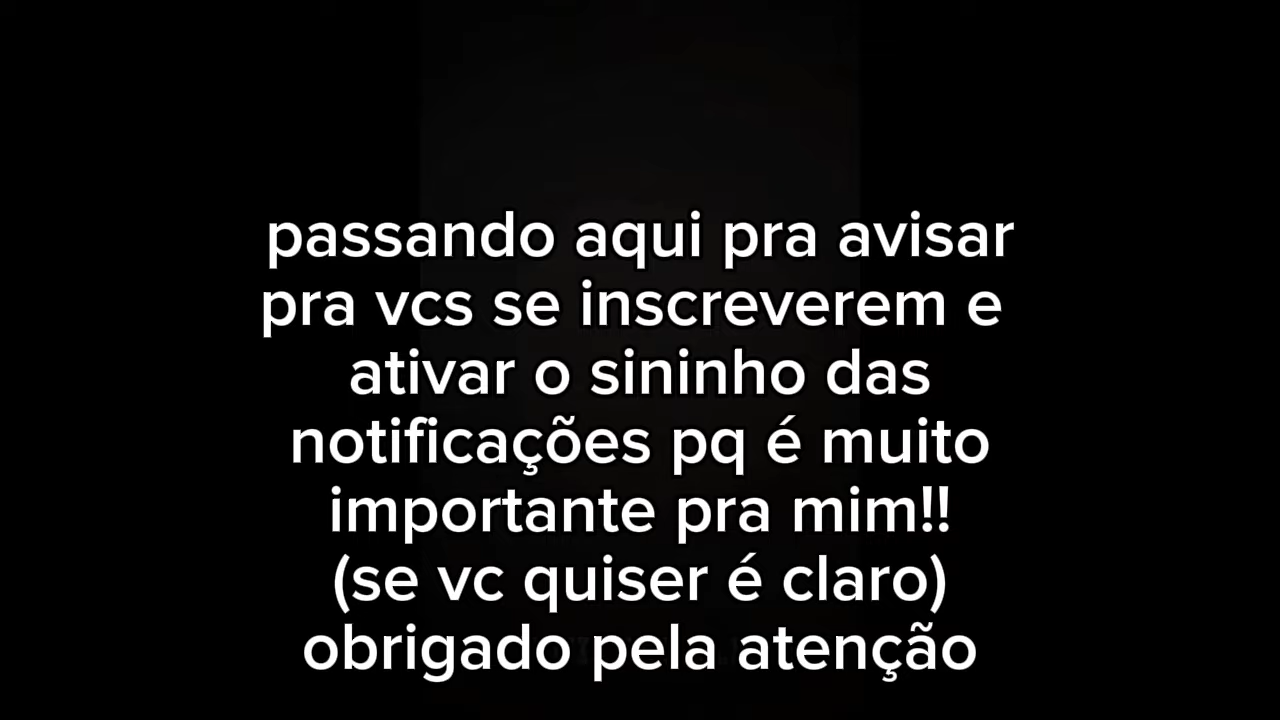 passando aqui pra avisar
pra vcs se inscreverem e
ativar o sininho das
notificações pq é muito
importante pra mim!!
(se vc quiser é claro)
obrigado pela atenção